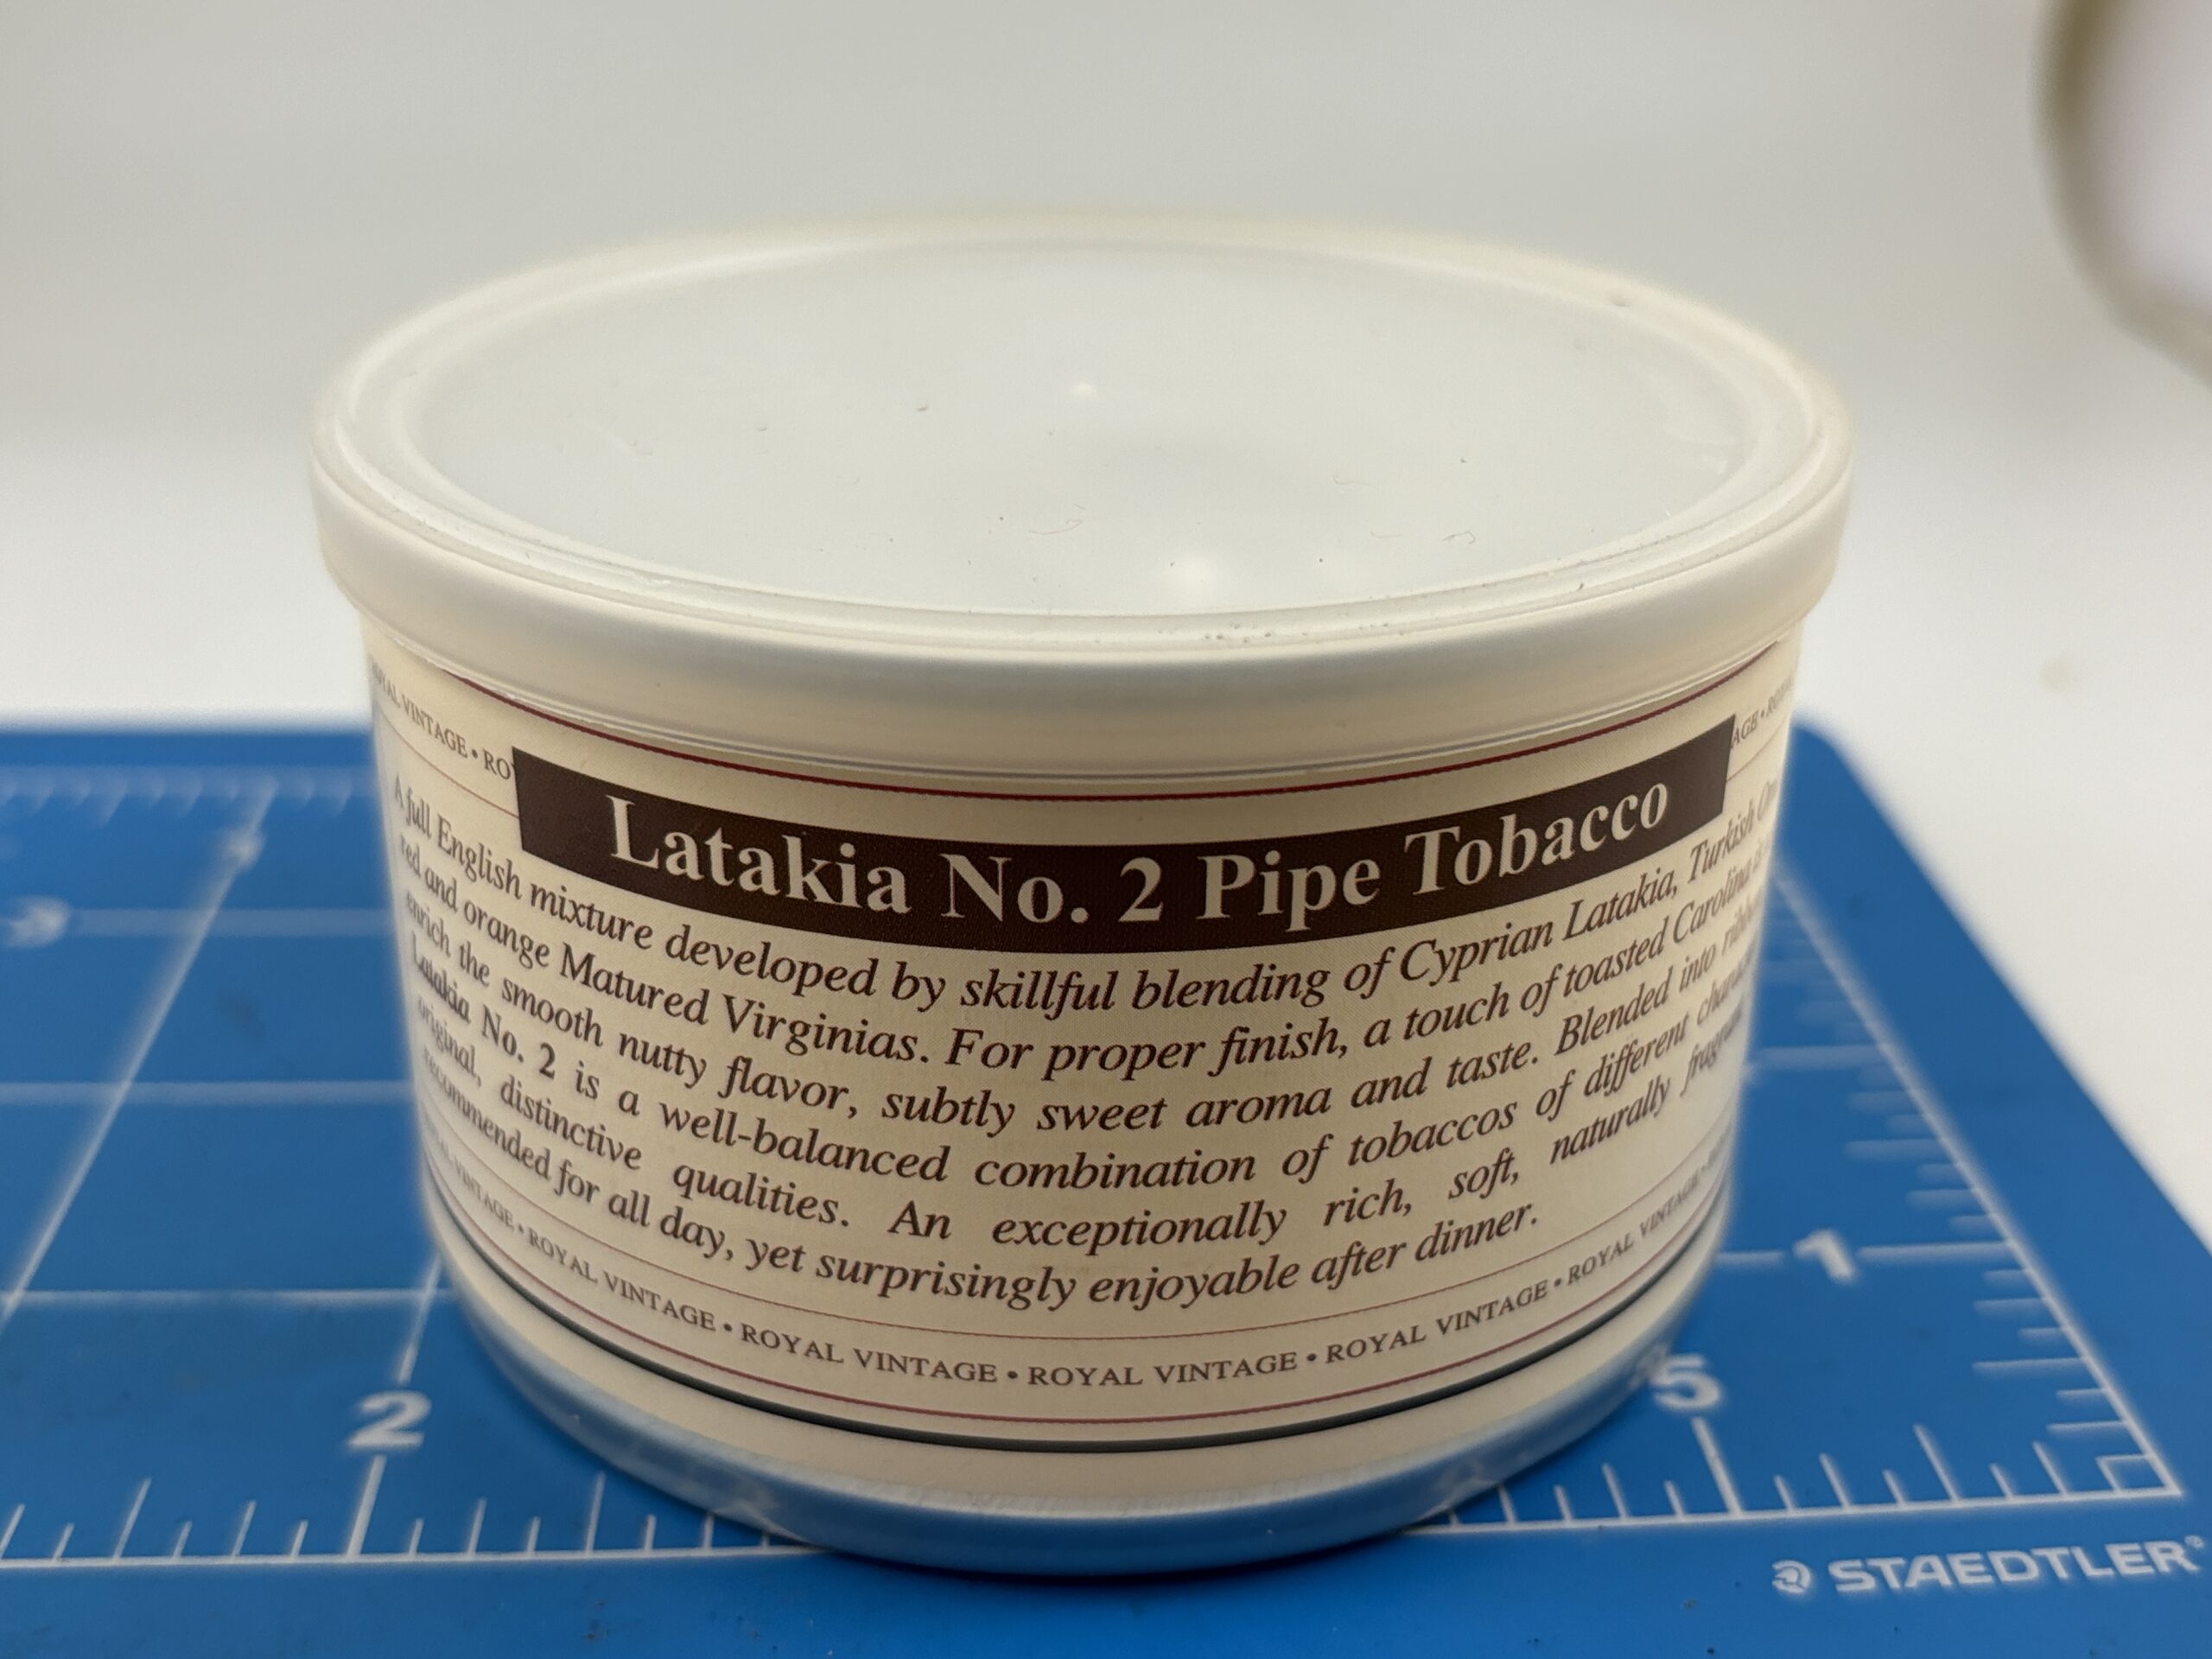 VINTAGE • RO
AGE •
Latakia No. 2 Pipe Tobacco
A full English mixture developed by skillful blending of Cyprian Latakia, Turkish
red and orange Matured Virginias. For proper finish, a touch of toasted Carolina is
enrich the smooth nutty flavor, subtly sweet aroma and taste. Blended into
Latakia No. 2 is a well-balanced combination of tobaccos of different
original, distinctive qualities. An exceptionally rich, soft, naturally
recommended for all day, yet surprisingly enjoyable after dinner.
VINTAGE • ROYAL VINTAGE • ROYAL VINTAGE • ROYAL VINTAGE • ROYAL VINTAGE • ROYAL VINTAGE
3
3
1
2
5
STAEDTLER